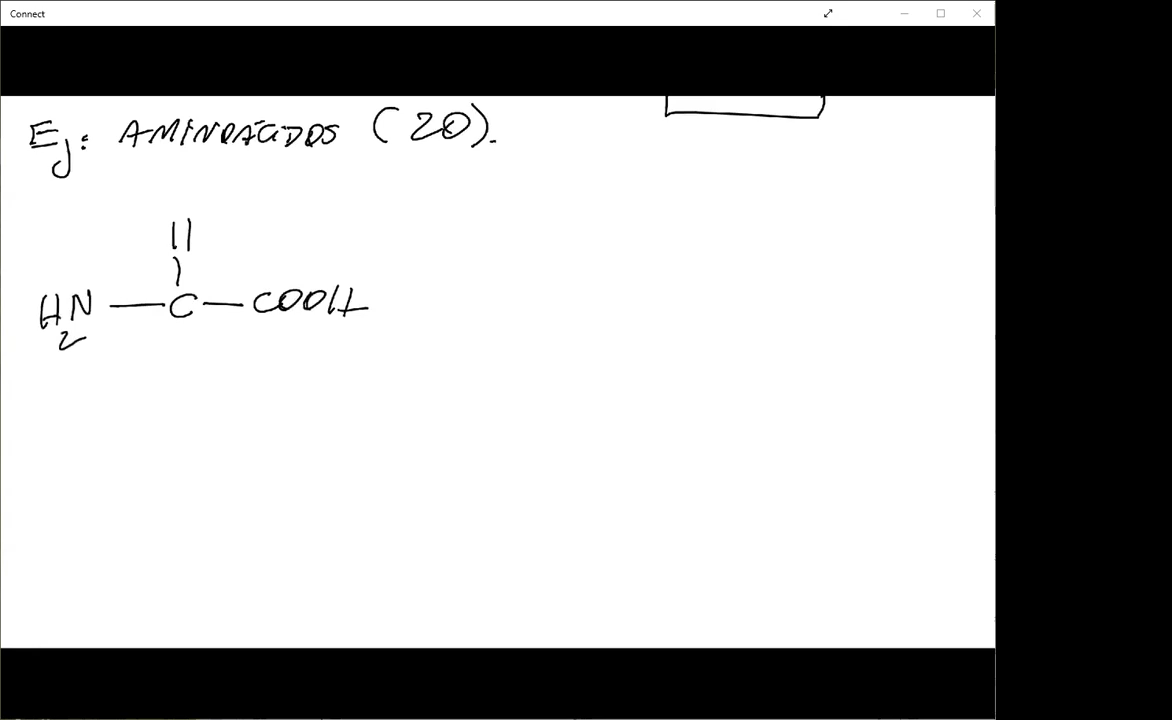 Connect
Ej: AMINOÁCIDOS (20).
H
H2N — C — COOH